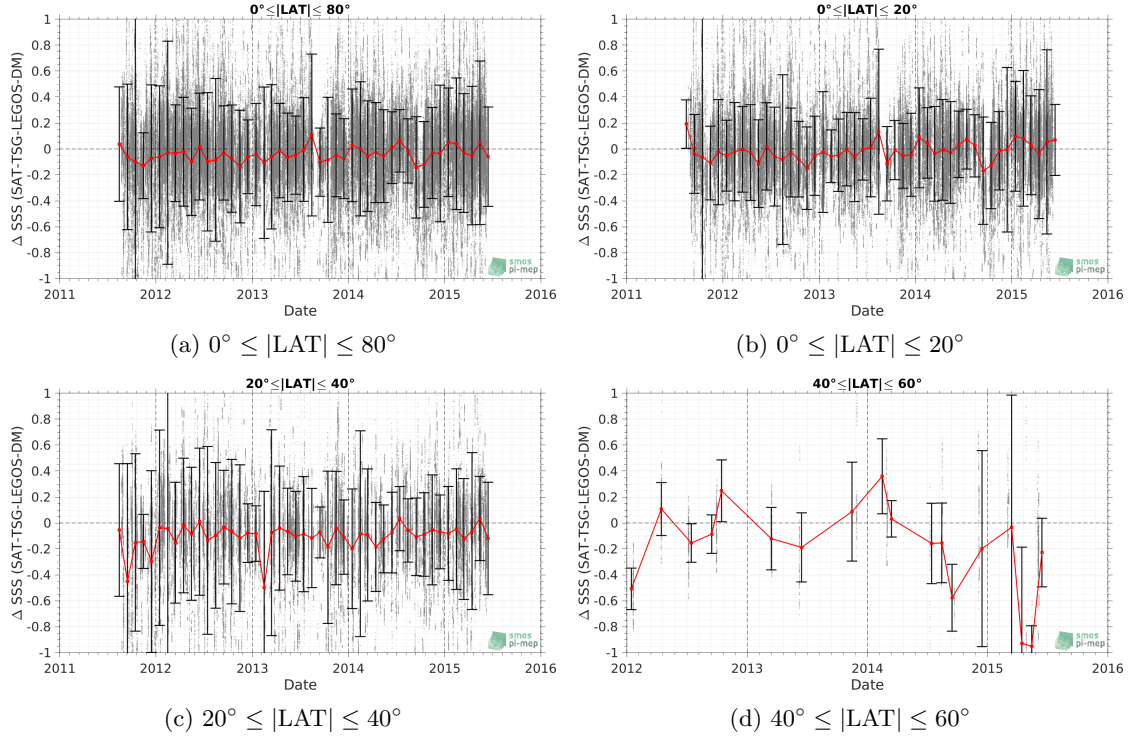 0°≤|LAT|≤ 80°
Δ SSS (SAT-TSG-LEGOS-DM)
1
0.8
0.6
0.4
0.2
0
-0.2
-0.4
-0.6
-0.8
-1
smos
pi-mep
2011 2012 2013 2014 2015 2016
Date
(a) 0° ≤ |LAT| ≤ 80°
0°≤|LAT|≤ 20°
Δ SSS (SAT-TSG-LEGOS-DM)
1
0.8
0.6
0.4
0.2
0
-0.2
-0.4
-0.6
-0.8
-1
smos
pi-mep
2011 2012 2013 2014 2015 2016
Date
(b) 0° ≤ |LAT| ≤ 20°
20°≤|LAT|≤ 40°
Δ SSS (SAT-TSG-LEGOS-DM)
1
0.8
0.6
0.4
0.2
0
-0.2
-0.4
-0.6
-0.8
-1
smos
pi-mep
2011 2012 2013 2014 2015 2016
Date
(c) 20° ≤ |LAT| ≤ 40°
40°≤|LAT|≤ 60°
Δ SSS (SAT-TSG-LEGOS-DM)
1
0.8
0.6
0.4
0.2
0
-0.2
-0.4
-0.6
-0.8
-1
smos
pi-mep
2012 2013 2014 2015 2016
Date
(d) 40° ≤ |LAT| ≤ 60°